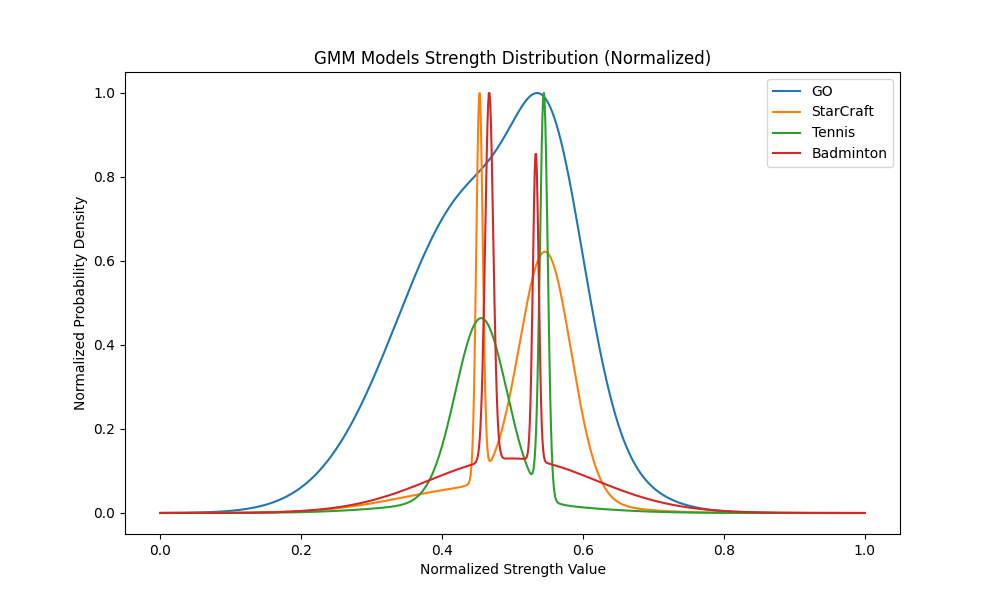 GMM Models Strength Distribution (Normalized)
GO
StarCraft
Tennis
Badminton
Normalized Probability Density
1.0
0.8
0.6
0.4
0.2
0.0
0.0 0.2 0.4 0.6 0.8 1.0
Normalized Strength Value